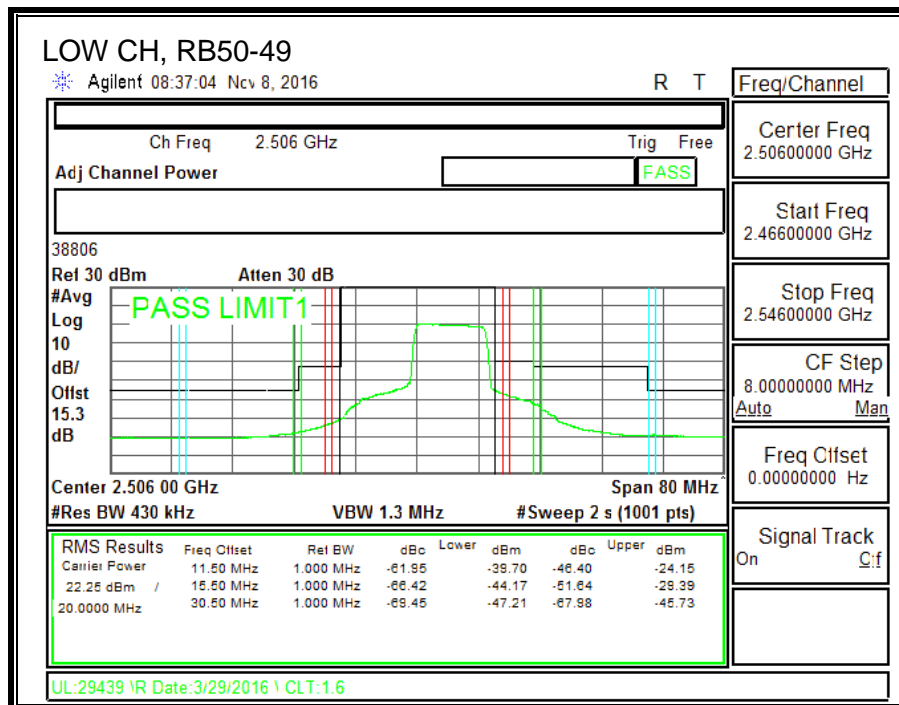 LOW CH, RB50-49
Agilent 08:37:04 Nov 8, 2016 R T
Ch Freq 2.506 GHz Trig Free
Adj Channel Power PASS
38806
Ref 30 dBm Atten 30 dB
#Avg
Log
10
dB/
Offst
15.3
dB
PASS LIMIT1
Center 2.506 00 GHz Span 80 MHz
#Res BW 430 kHz VBW 1.3 MHz #Sweep 2 s (1001 pts)
RMS Results Freq Offset Ref BW dBc Lower dBm dBc Upper dBm
Carrier Power 11.50 MHz 1.000 MHz -61.95 -39.70 -46.40 -24.15
22.25 dBm / 15.50 MHz 1.000 MHz -66.42 -44.17 -51.64 -29.39
20.0000 MHz 30.50 MHz 1.000 MHz -69.45 -47.21 -67.98 -45.73
UL:29439 \R Date:3/29/2016 \ CLT:1.6
Freq/Channel
Center Freq
2.50600000 GHz
Start Freq
2.46600000 GHz
Stop Freq
2.54600000 GHz
CF Step
8.00000000 MHz
Auto Man
Freq Offset
0.00000000 Hz
Signal Track
On Off